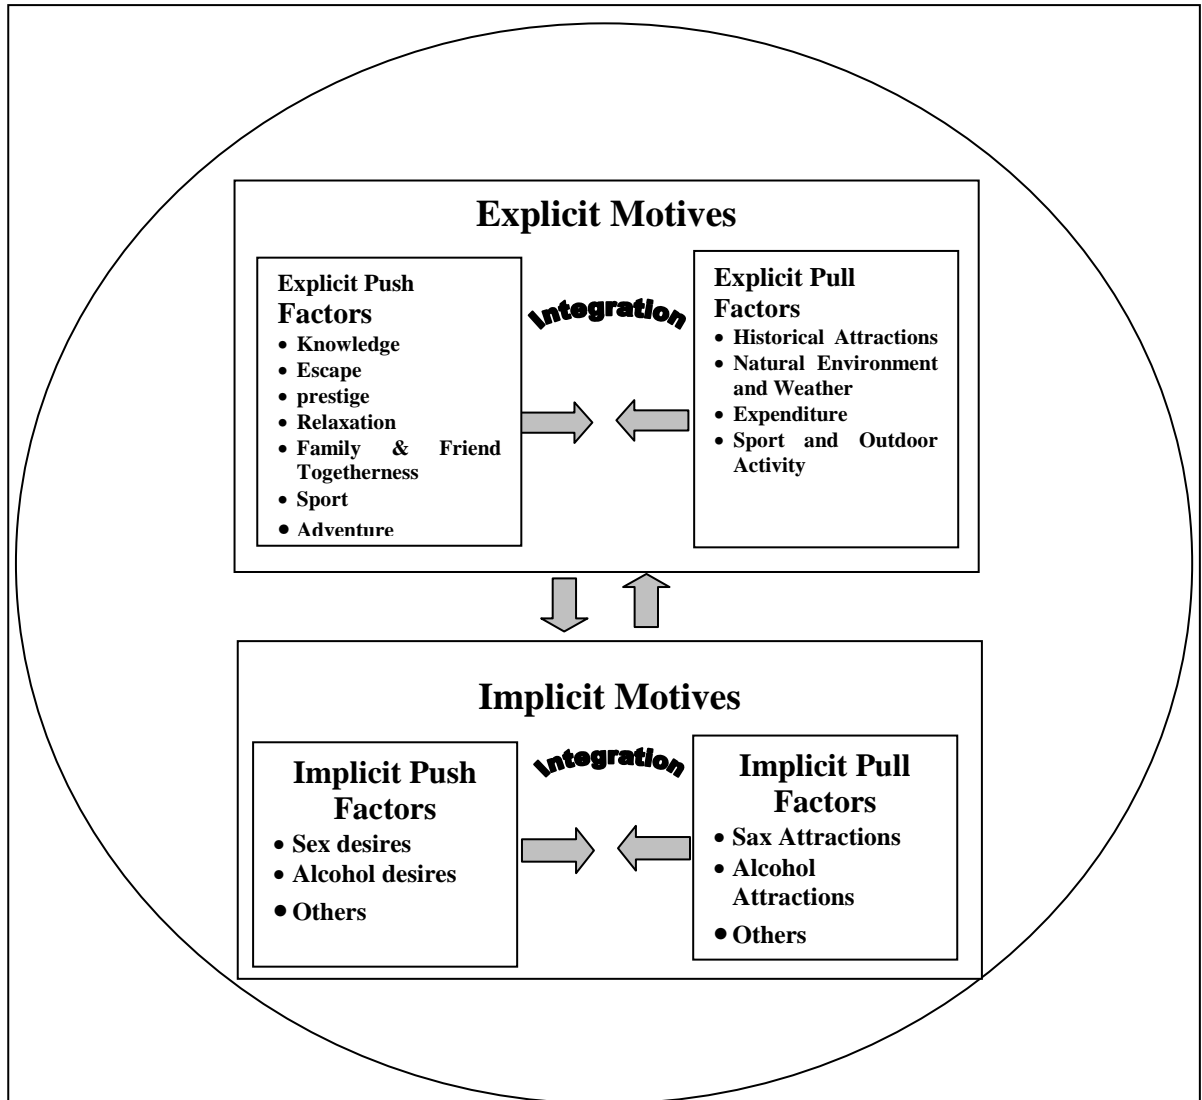 Explicit Motives
Explicit Push
Factors
• Knowledge
• Escape
• prestige
• Relaxation
• Family & Friend
Togetherness
• Sport
• Adventure
Integration
Explicit Pull
Factors
• Historical Attractions
• Natural Environment
and Weather
• Expenditure
• Sport and Outdoor
Activity
Implicit Motives
Implicit Push
Factors
• Sex desires
• Alcohol desires
• Others
Integration
Implicit Pull
Factors
• Sax Attractions
• Alcohol
Attractions
• Others